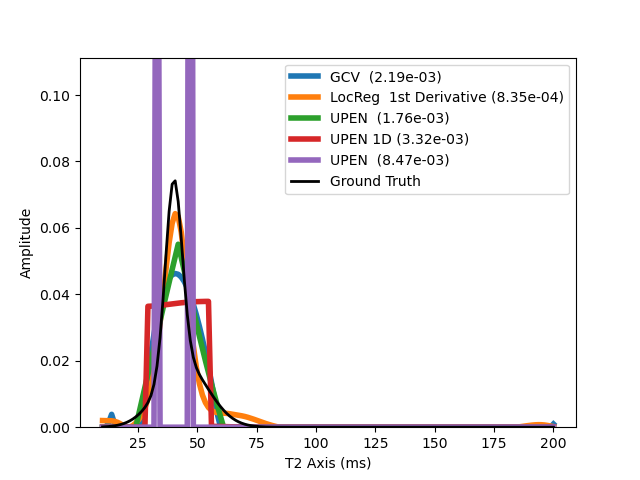 GCV  (2.19e-03)
LocReg  1st Derivative (8.35e-04)
UPEN  (1.76e-03)
UPEN 1D (3.32e-03)
UPEN  (8.47e-03)
Ground Truth
0.10
0.08
0.06
0.04
0.02
0.00
Amplitude
25 50 75 100 125 150 175 200
T2 Axis (ms)